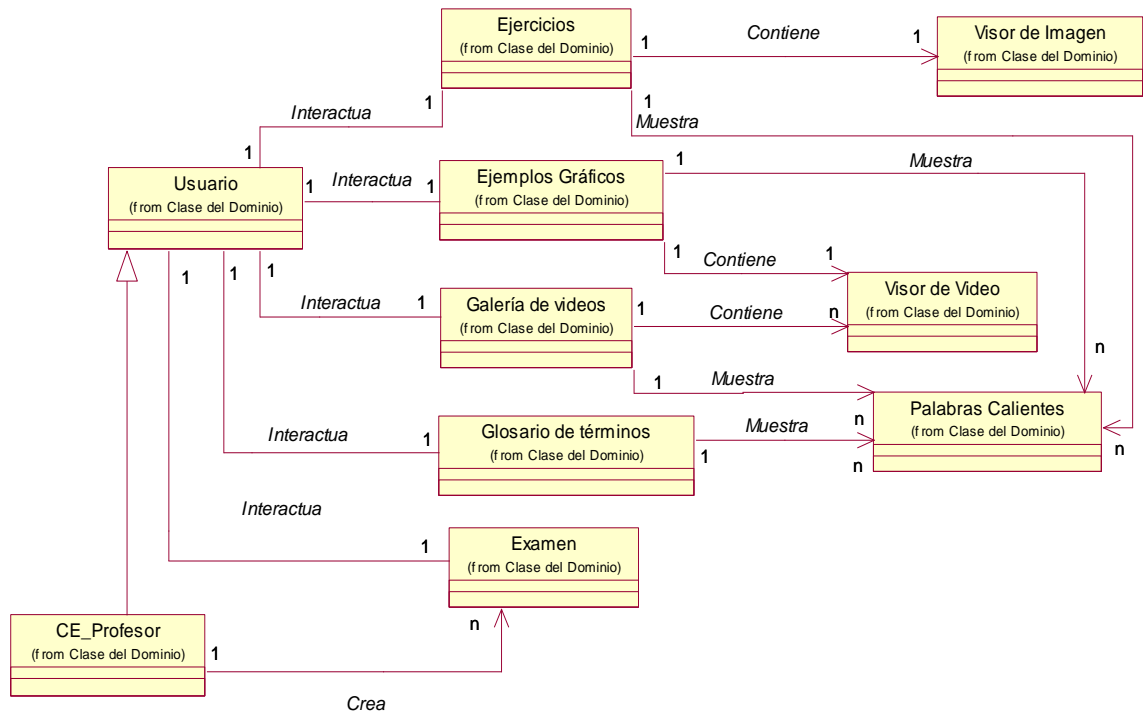 Ejercicios
(from Clase del Dominio)
1
Contiene
1
Visor de Imagen
(from Clase del Dominio)
1
Interactua
1
1
Muestra
n
Usuario
(from Clase del Dominio)
1
Interactua
1
Ejemplos Gráficos
(from Clase del Dominio)
1
Muestra
n
1
Contiene
1
Visor de Video
(from Clase del Dominio)
1
1
1
Interactua
1
Galería de videos
(from Clase del Dominio)
1
Contiene
n
1
Muestra
n
Palabras Calientes
(from Clase del Dominio)
Interactua
1
Glosario de términos
(from Clase del Dominio)
1
Muestra
n
Interactua
1
Examen
(from Clase del Dominio)
n
CE_Profesor
(from Clase del Dominio)
1
Crea